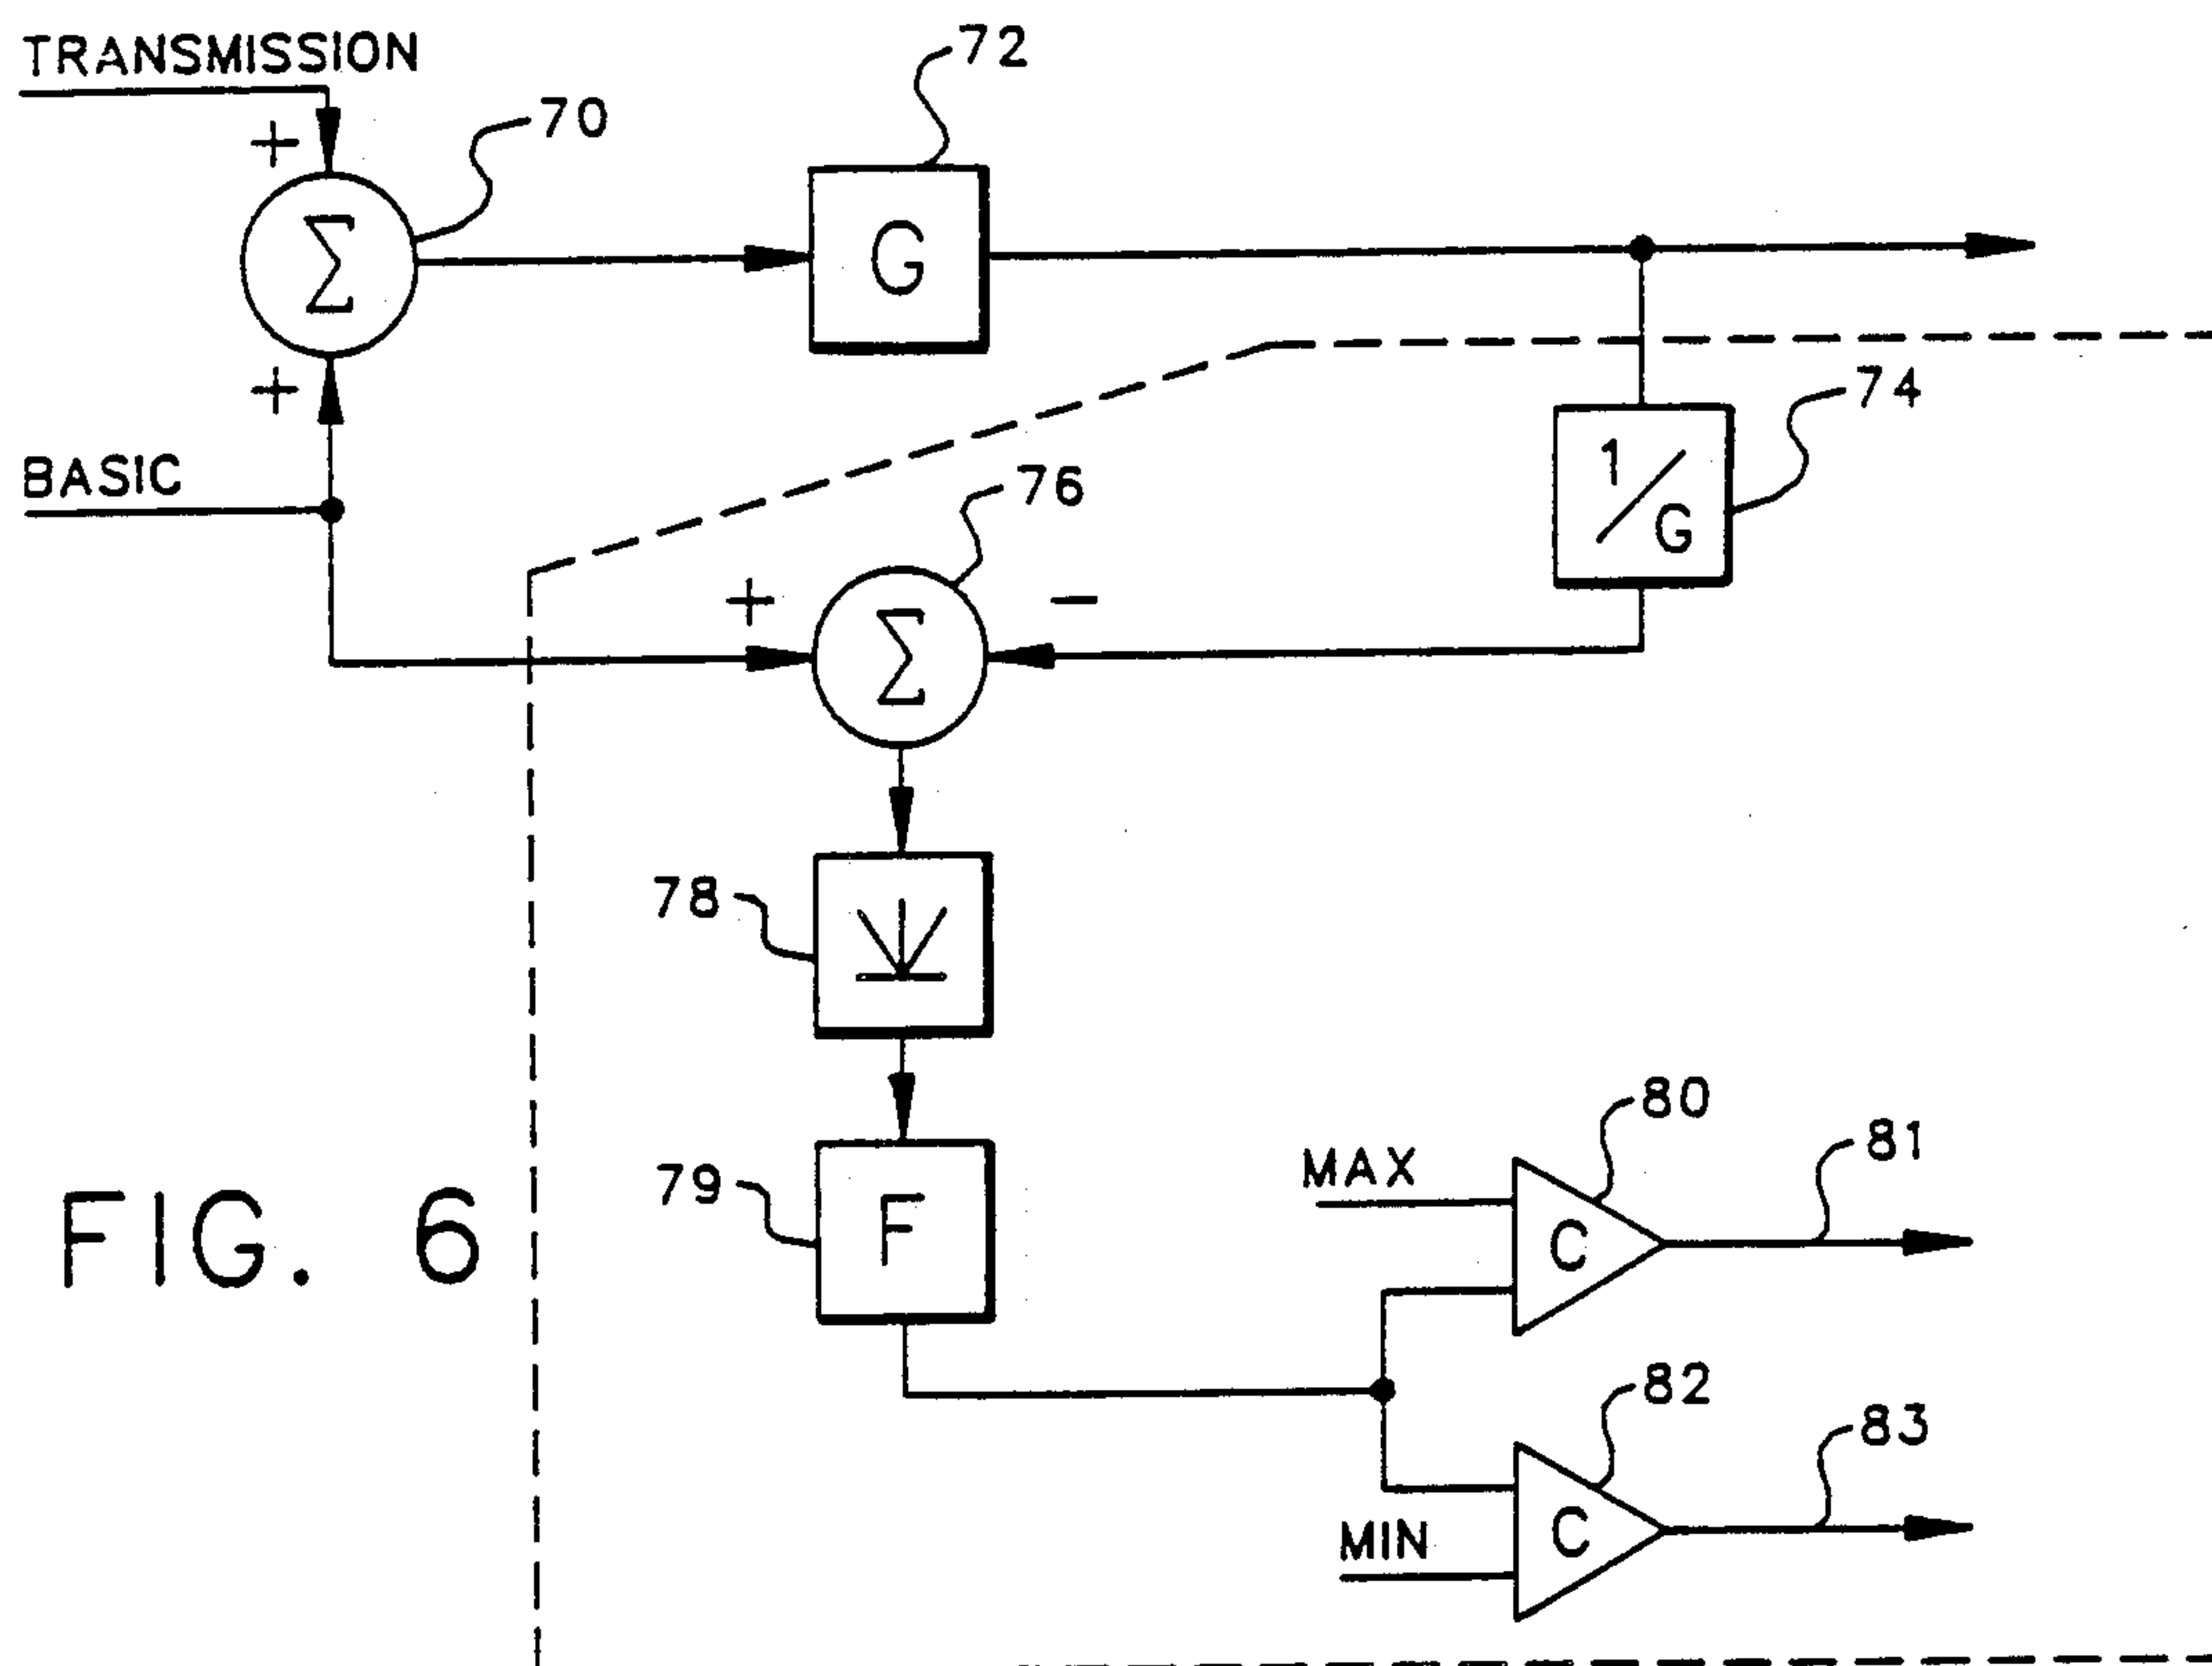 TRANSMISSION
72
+
70
Σ
G
+
74
BASIC
76
1/G
+
−
Σ
78
80
MAX
81
79
F
C
FIG. 6
82
83
MIN
C